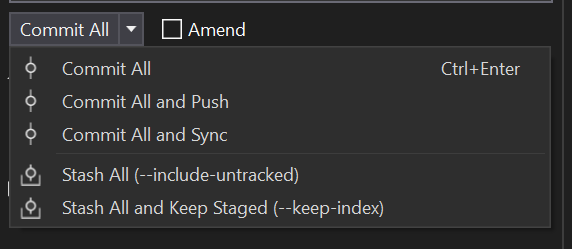 Commit All Amend
Commit All Ctrl+Enter
Commit All and Push
Commit All and Sync
Stash All (--include-untracked)
Stash All and Keep Staged (--keep-index)